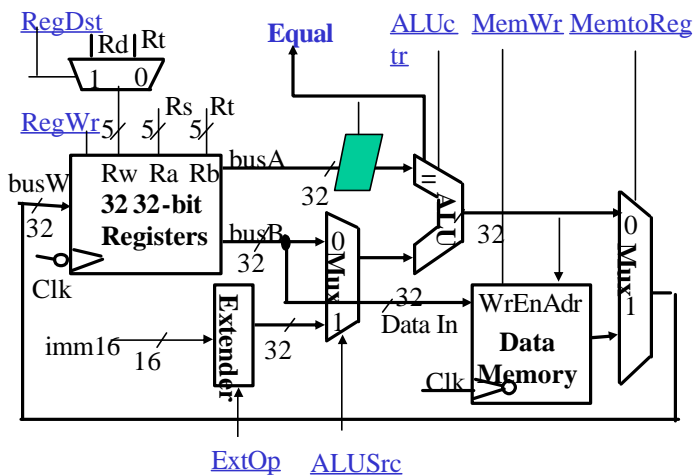 RegDst
Rd Rt
Equal
ALUc
tr
MemWr
MemtoReg
1 0
RegWr
5
Rs
5
Rt
5
busA
Rw Ra Rb
busW
32
32 32-bit
Registers
Clk
32
busB
32
=
ALU
32
0
Mux
1
32
Data In
WrEn Adr
Data
Memory
Clk
0
Mux
1
imm16
16
Extender
32
ExtOp
ALUSrc